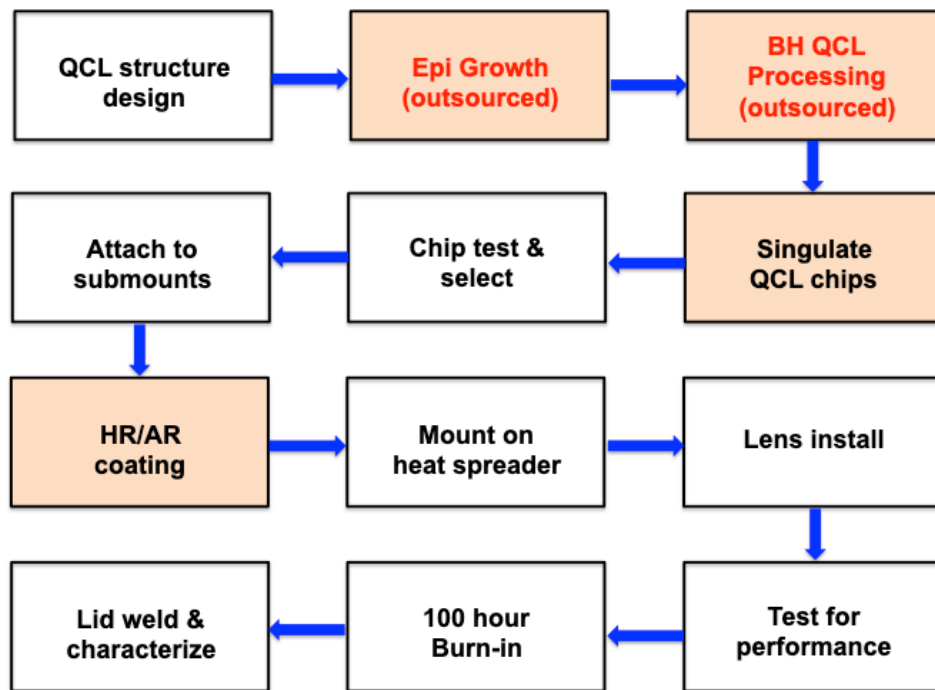 QCL structure
design
Epi Growth
(outsourced)
BH QCL
Processing
(outsourced)
Singulate
QCL chips
Chip test &
select
Attach to
submounts
HR/AR
coating
Mount on
heat spreader
Lens install
Test for
performance
100 hour
Burn-in
Lid weld &
characterize